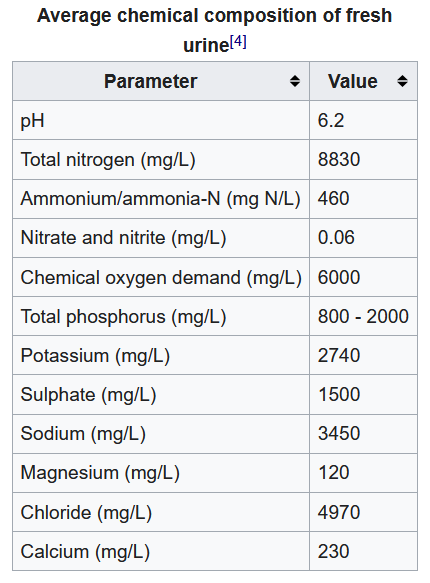 Average chemical composition of fresh
urine[4]
Parameter Value
pH 6.2
Total nitrogen (mg/L) 8830
Ammonium/ammonia-N (mg N/L) 460
Nitrate and nitrite (mg/L) 0.06
Chemical oxygen demand (mg/L) 6000
Total phosphorus (mg/L) 800 - 2000
Potassium (mg/L) 2740
Sulphate (mg/L) 1500
Sodium (mg/L) 3450
Magnesium (mg/L) 120
Chloride (mg/L) 4970
Calcium (mg/L) 230